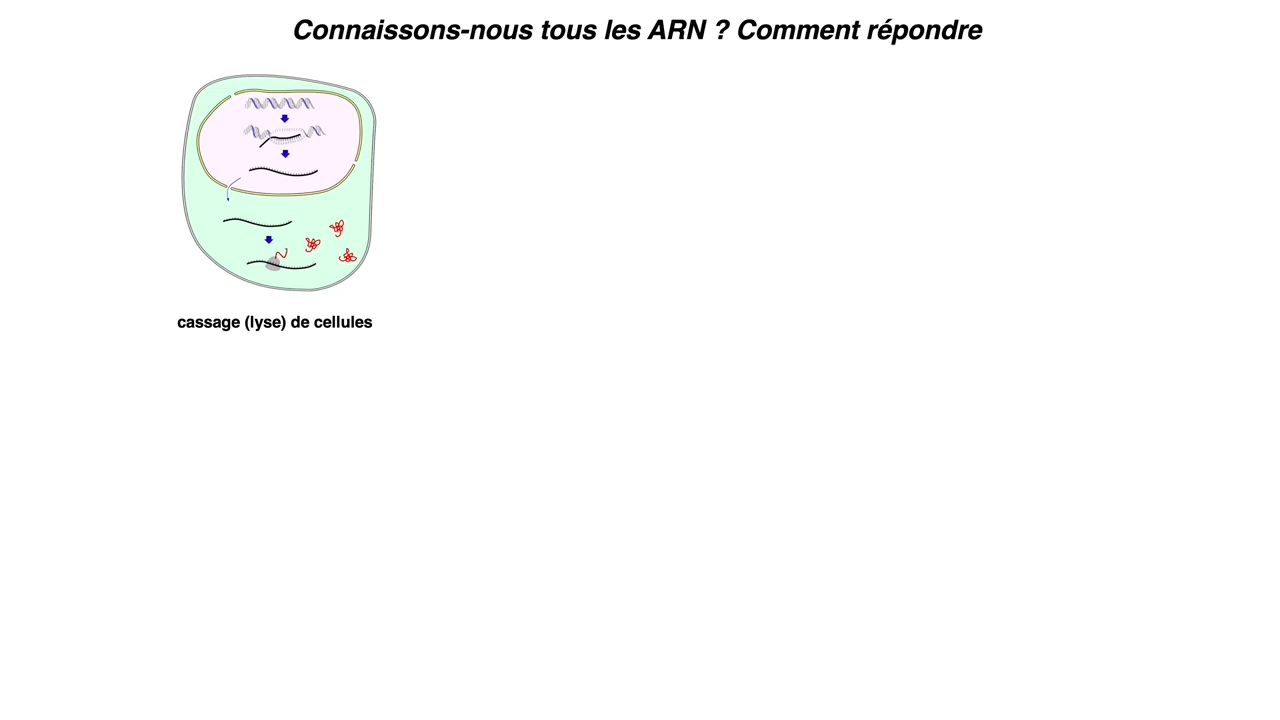 Connaissons-nous tous les ARN ? Comment répondre
cassage (lyse) de cellules